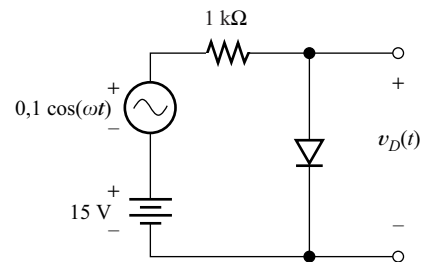 1 kΩ
+
+
0,1 cos(ωt)
−
v_D(t)
+
15 V
−
−